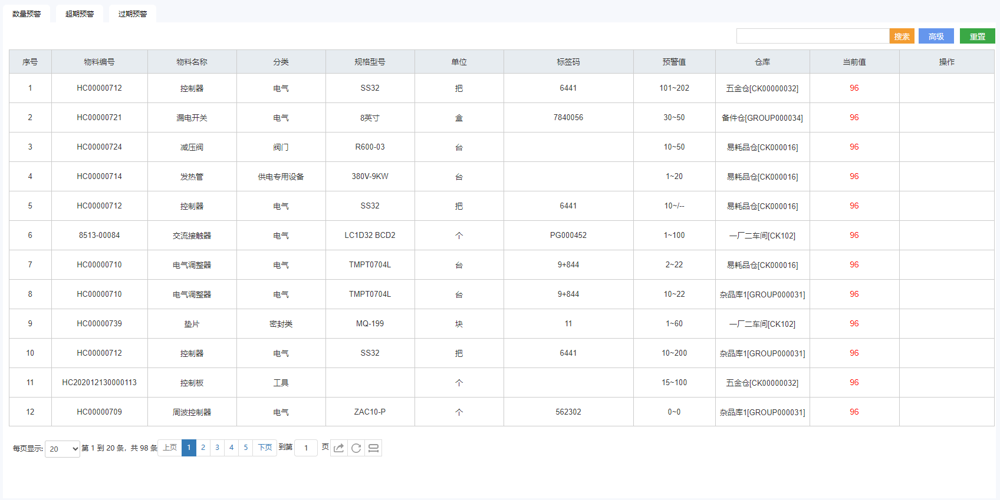 数量预警 超期预警 过期预警
搜索 高级 重置
序号 物料编号 物料名称 分类 规格型号 单位 标签码 预警值 仓库 当前值 操作
1 HC00000712 控制器 电气 SS32 把 6441 101~202 五金仓[CK00000032] 96
2 HC00000721 漏电开关 电气 8英寸 盒 7840056 30~50 备件仓[GROUP000034] 96
3 HC00000724 减压阀 阀门 R600-03 台 10~50 易耗品仓[CK000016] 96
4 HC00000714 发热管 供电专用设备 380V-9KW 台 1~20 易耗品仓[CK000016] 96
5 HC00000712 控制器 电气 SS32 把 6441 10~/-- 易耗品仓[CK000016] 96
6 8513-00084 交流接触器 电气 LC1D32 BCD2 个 PG000452 1~100 一厂二车间[CK102] 96
7 HC00000710 电气调整器 电气 TMPT0704L 台 9+844 2~22 易耗品仓[CK000016] 96
8 HC00000710 电气调整器 电气 TMPT0704L 台 9+844 10~22 杂品库1[GROUP000031] 96
9 HC00000739 垫片 密封类 MQ-199 块 11 1~60 一厂二车间[CK102] 96
10 HC00000712 控制器 电气 SS32 把 6441 10~200 杂品库1[GROUP000031] 96
11 HC202012130000113 控制板 工具 个 15~100 五金仓[CK00000032] 96
12 HC00000709 周波控制器 电气 ZAC10-P 个 562302 0~0 杂品库1[GROUP000031] 96
每页显示: 20 第 1 到 20 条，共 98 条 上页 1 2 3 4 5 下页 到第 1 页